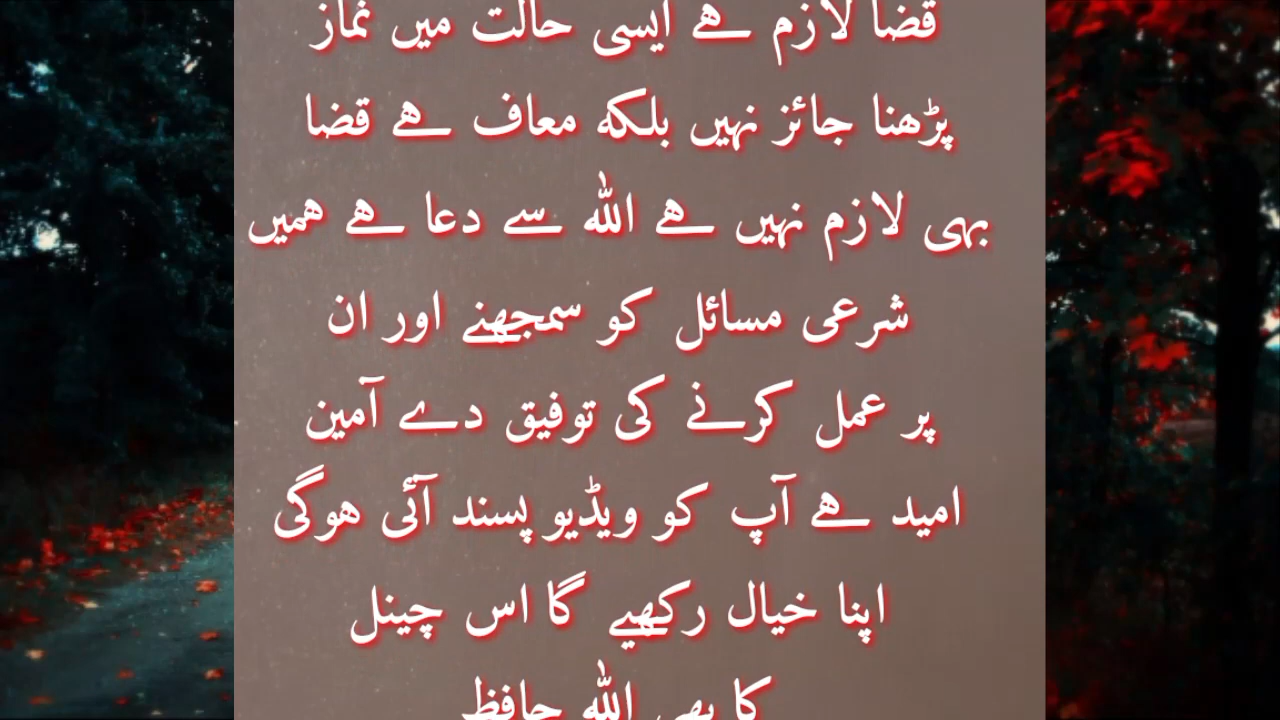 قضا لازم ہے ایسی حالت میں نماز
پڑھنا جائز نہیں بلکہ معاف ہے قضا
بہی لازم نہیں ہے اللہ سے دعا ہے ہمیں
شرعی مسائل کو سمجھنے اور ان
پر عمل کرنے کی توفیق دے آمین
امید ہے آپ کو ویڈیو پسند آئی ہوگی
اپنا خیال رکھیے گا اس چینل
کا بھی اللہ حافظ